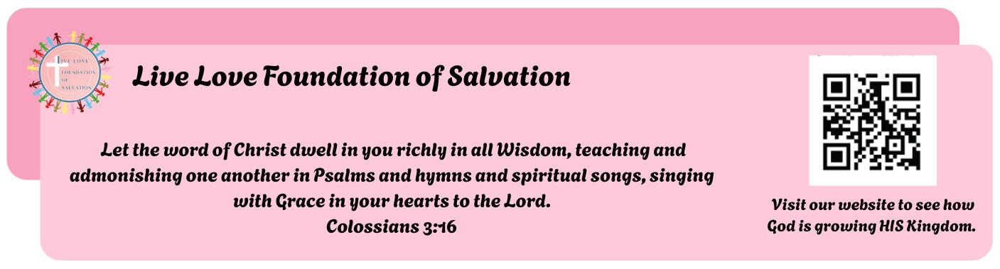 LIVE LOVE
FOUNDATION
OF
SALVATION
Live Love Foundation of Salvation
Let the word of Christ dwell in you richly in all Wisdom, teaching and
admonishing one another in Psalms and hymns and spiritual songs, singing
with Grace in your hearts to the Lord.
Colossians 3:16
Visit our website to see how
God is growing HIS Kingdom.